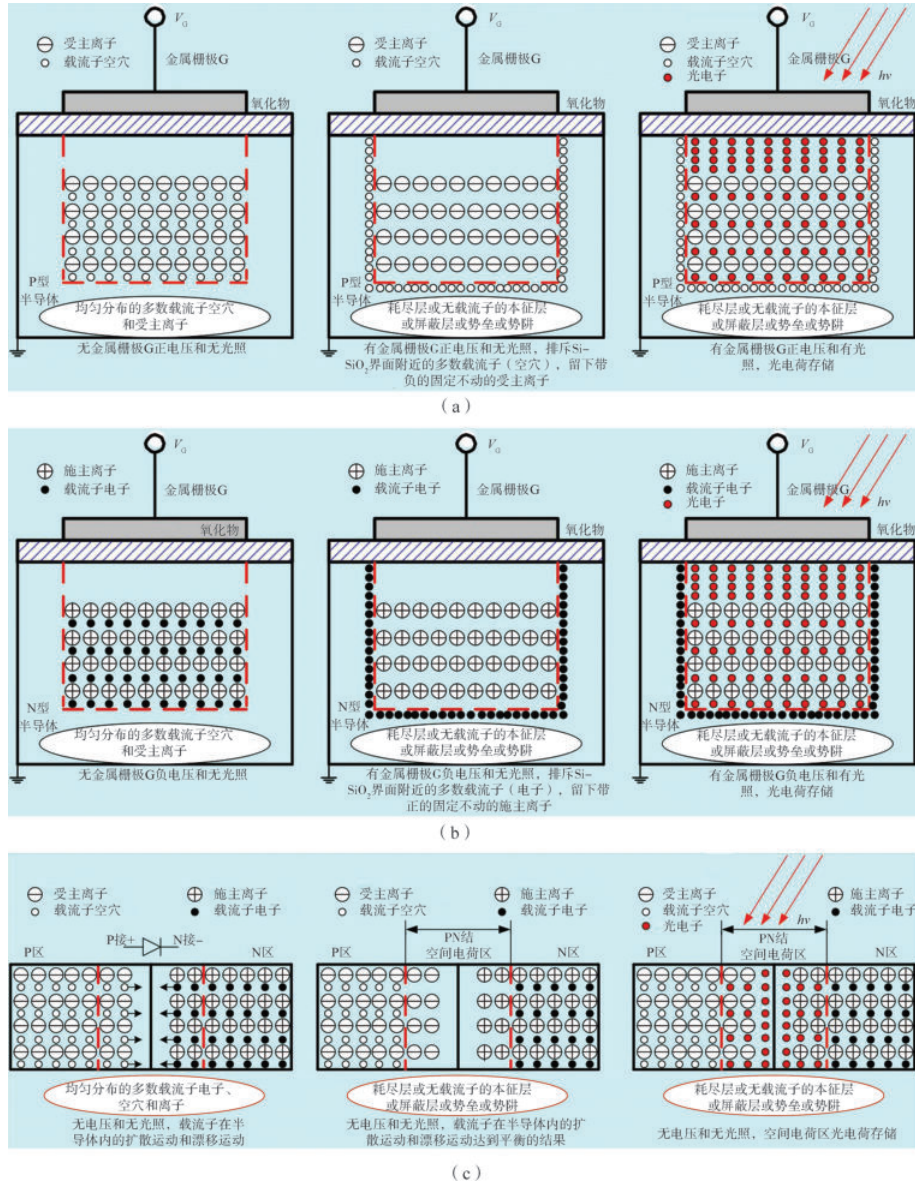 V_G
受主离子
载流子空穴
金属栅极G
氧化物
P型
半导体
均匀分布的多数载流子空穴
和受主离子
无金属栅极G正电压和无光照
V_G
受主离子
载流子空穴
金属栅极G
P型
半导体
耗尽层或无载流子的本征层
或屏蔽层或势垒或势阱
有金属栅极G正电压和无光照，排斥Si-
SiO₂界面附近的多数载流子（空穴），留下带
负的固定不动的受主离子
V_G
受主离子
载流子空穴
光电子
金属栅极G
hv
氧化物
P型
半导体
耗尽层或无载流子的本征层
或屏蔽层或势垒或势阱
有金属栅极G正电压和有光
照，光电荷存储
（a）
V_G
施主离子
载流子电子
金属栅极G
氧化物
N型
半导体
均匀分布的多数载流子空穴
和受主离子
无金属栅极G负电压和无光照
V_G
施主离子
载流子电子
金属栅极G
N型
半导体
耗尽层或无载流子的本征层
或屏蔽层或势垒或势阱
有金属栅极G负电压和无光照，排斥Si-
SiO₂界面附近的多数载流子（电子），留下带
正的固定不动的施主离子
V_G
施主离子
载流子电子
光电子
金属栅极G
hv
氧化物
N型
半导体
耗尽层或无载流子的本征层
或屏蔽层或势垒或势阱
有金属栅极G负电压和有光
照，光电荷存储
（b）
受主离子
载流子空穴
施主离子
载流子电子
P接+
N接-
P区
N区
均匀分布的多数载流子电子、
空穴和离子
无电压和无光照，载流子在半
导体内的扩散运动和漂移运动
受主离子
载流子空穴
施主离子
载流子电子
PN结
空间电荷区
P区
N区
耗尽层或无载流子的本征层
或屏蔽层或势垒或势阱
无电压和无光照，载流子在半导体内的扩
散运动和漂移运动达到平衡的结果
受主离子
载流子空穴
光电子
施主离子
载流子电子
hv
PN结
空间电荷区
P区
N区
耗尽层或无载流子的本征层
或屏蔽层或势垒或势阱
无电压和无光照，空间电荷区光电荷存储
（c）